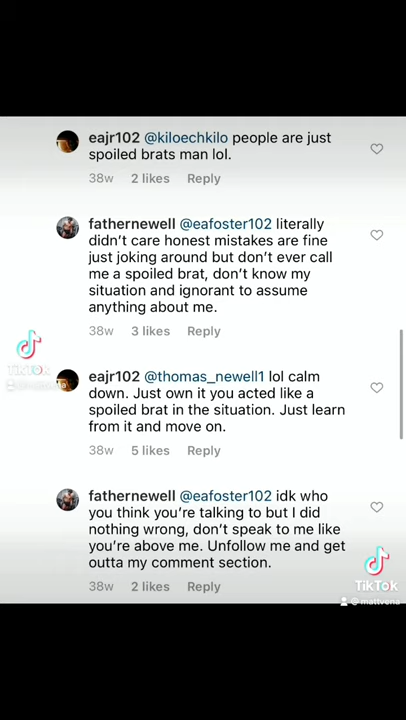 eajr102 @kiloechkilo people are just
spoiled brats man lol.
38w 2 likes Reply
fathernewell @eafoster102 literally
didn't care honest mistakes are fine
just joking around but don't ever call
me a spoiled brat, don't know my
situation and ignorant to assume
anything about me.
38w 3 likes Reply
TikTok
eajr102 @thomas_newell1 lol calm
down. Just own it you acted like a
spoiled brat in the situation. Just learn
from it and move on.
38w 5 likes Reply
fathernewell @eafoster102 idk who
you think you're talking to but I did
nothing wrong, don't speak to me like
you're above me. Unfollow me and get
outta my comment section.
38w 2 likes Reply
TikTok
@mattvena